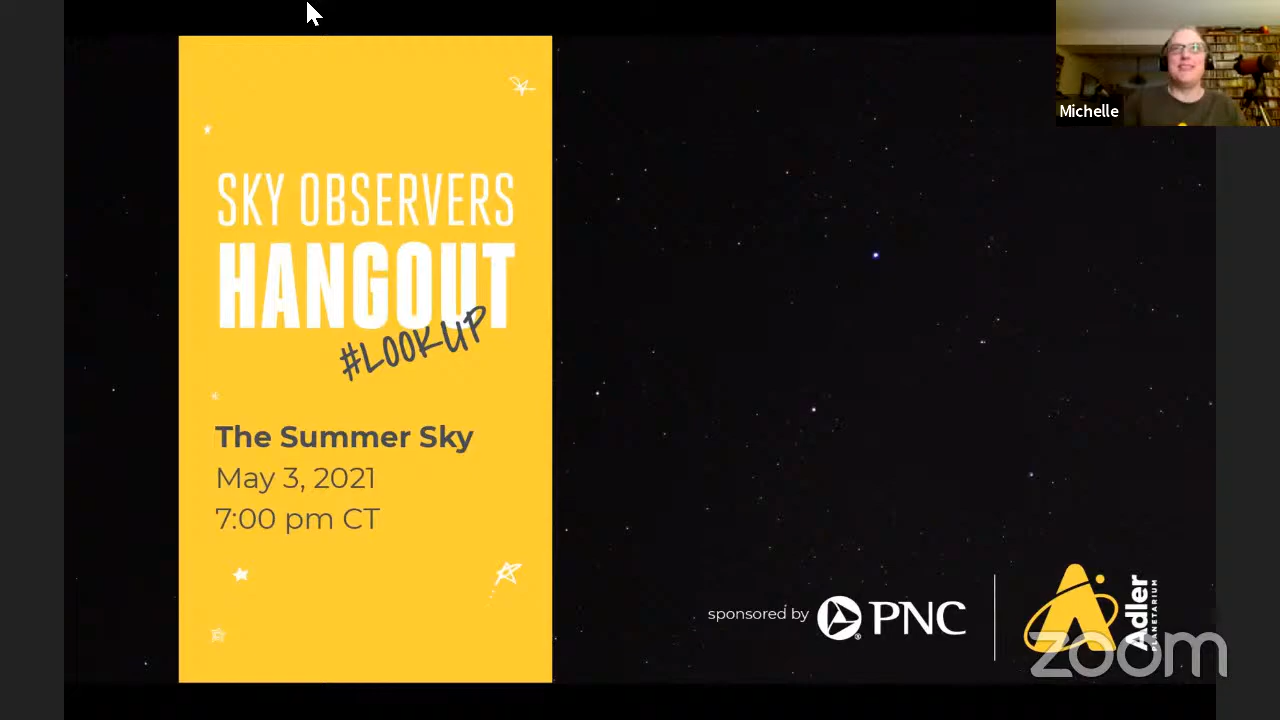 Michelle
SKY OBSERVERS
HANGOUT
#LOOKUP
The Summer Sky
May 3, 2021
7:00 pm CT
sponsored by PNC
Adler
PLANETARIUM
zoom